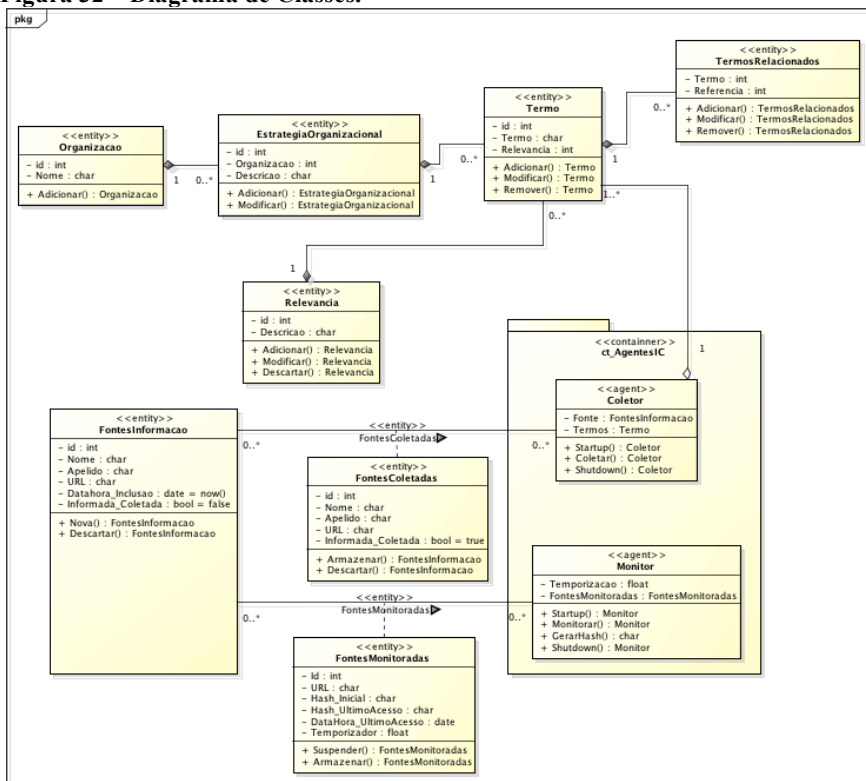 Figura 32 – Diagrama de Classes.
pkg
<<entity>>
TermosRelacionados
- Termo : int
- Referencia : int
+ Adicionar() : TermosRelacionados
+ Modificar() : TermosRelacionados
+ Remover() : TermosRelacionados
<<entity>>
Termo
- id : int
- Termo : char
- Relevancia : int
+ Adicionar() : Termo
+ Modificar() : Termo
+ Remover() : Termo
<<entity>>
EstrategiaOrganizacional
- id : int
- Organizacao : int
- Descricao : char
+ Adicionar() : EstrategiaOrganizacional
+ Modificar() : EstrategiaOrganizacional
<<entity>>
Organizacao
- id : int
- Nome : char
+ Adicionar() : Organizacao
1
0..*
1
0..*
1
0..*
1..*
0..*
1
<<entity>>
Relevancia
- id : int
- Descricao : char
+ Adicionar() : Relevancia
+ Modificar() : Relevancia
+ Descartar() : Relevancia
<<containner>>
ct_AgentesIC
1
<<agent>>
Coletor
- Fonte : FontesInformacao
- Termos : Termo
+ Startup() : Coletor
+ Coletar() : Coletor
+ Shutdown() : Coletor
<<entity>>
FontesInformacao
- id : int
- Nome : char
- Apelido : char
- URL : char
- Datahora_Inclusao : date = now()
- Informada_Coletada : bool = false
+ Nova() : FontesInformacao
+ Descartar() : FontesInformacao
<<entity>>
FontesColetadas
0..*
0..*
<<entity>>
FontesColetadas
- id : int
- Nome : char
- Apelido : char
- URL : char
- Informada_Coletada : bool = true
+ Armazenar() : FontesInformacao
+ Descartar() : FontesInformacao
<<agent>>
Monitor
- Temporizacao : float
- FontesMonitoradas : FontesMonitoradas
+ Startup() : Monitor
+ Monitorar() : Monitor
+ GerarHash() : char
+ Shutdown() : Monitor
<<entity>>
FontesMonitoradas
0..*
0..*
<<entity>>
FontesMonitoradas
- Id : int
- URL : char
- Hash_Inicial : char
- Hash_UltimoAcesso : char
- DataHora_UltimoAcesso : date
- Temporizador : float
+ Suspender() : FontesMonitoradas
+ Armazenar() : FontesMonitoradas